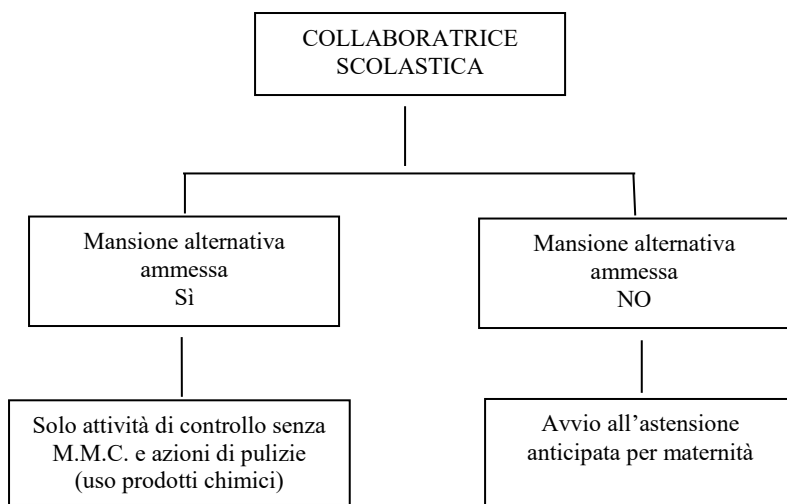 COLLABORATRICE
SCOLASTICA
Mansione alternativa
ammessa
Sì
Mansione alternativa
ammessa
NO
Solo attività di controllo senza
M.M.C. e azioni di pulizie
(uso prodotti chimici)
Avvio all’astensione
anticipata per maternità